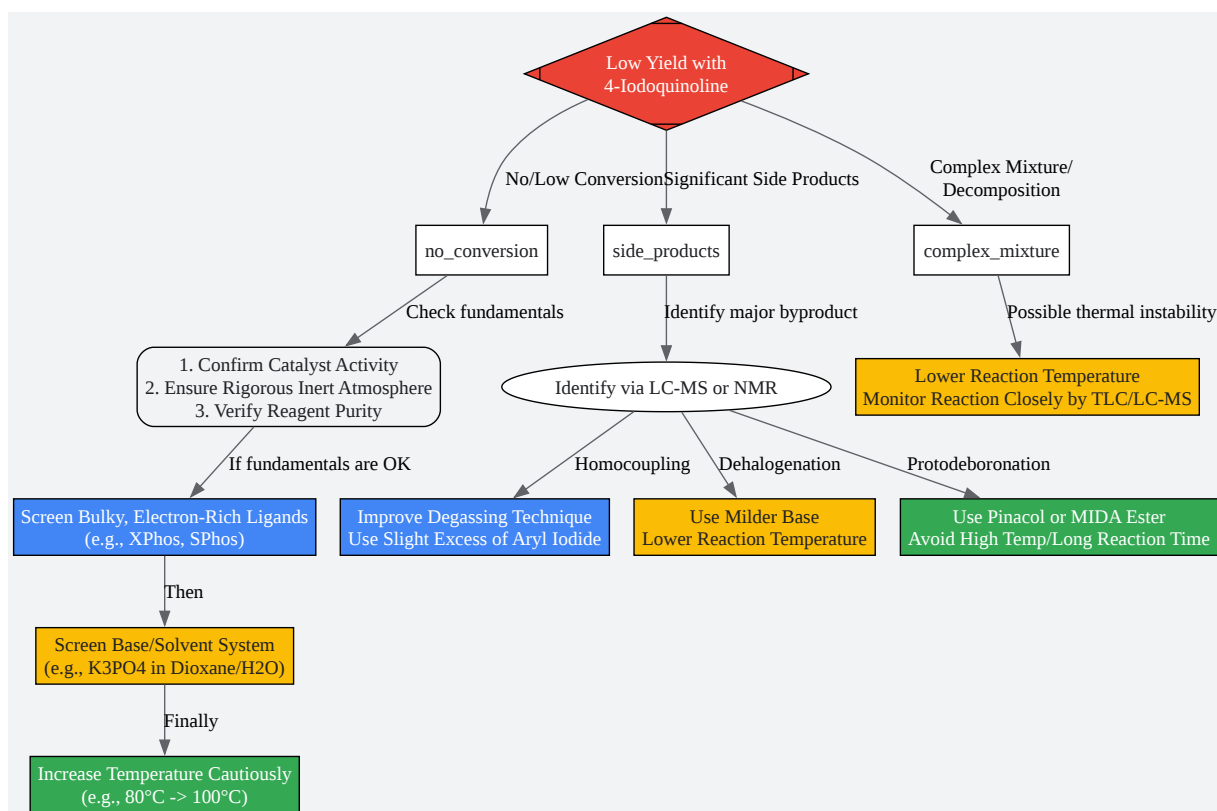 Low Yield with
4-Iodoquinoline
No/Low Conversion
Significant Side Products
Complex Mixture/
Decomposition
no_conversion
side_products
complex_mixture
Check fundamentals
Identify major byproduct
Possible thermal instability
1. Confirm Catalyst Activity
2. Ensure Rigorous Inert Atmosphere
3. Verify Reagent Purity
Identify via LC-MS or NMR
Lower Reaction Temperature
Monitor Reaction Closely by TLC/LC-MS
If fundamentals are OK
Homocoupling
Dehalogenation
Protodeboronation
Screen Bulky, Electron-Rich Ligands
(e.g., XPhos, SPhos)
Improve Degassing Technique
Use Slight Excess of Aryl Iodide
Use Milder Base
Lower Reaction Temperature
Use Pinacol or MIDA Ester
Avoid High Temp/Long Reaction Time
Then
Screen Base/Solvent System
(e.g., K3PO4 in Dioxane/H2O)
Finally
Increase Temperature Cautiously
(e.g., 80°C -> 100°C)